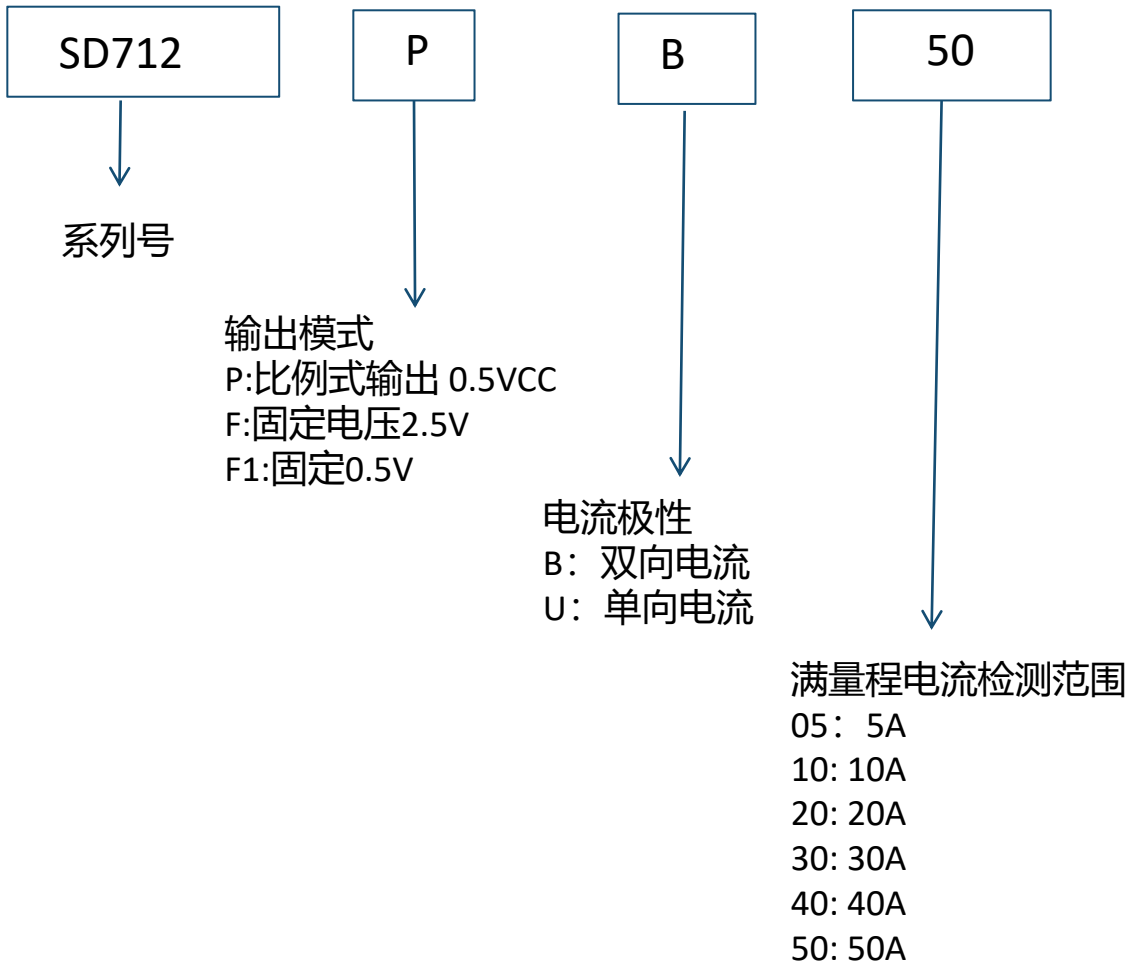 SD712
P
B
50
系列号
输出模式
P:比例式输出 0.5VCC
F:固定电压2.5V
F1:固定0.5V
电流极性
B：双向电流
U：单向电流
满量程电流检测范围
05：5A
10: 10A
20: 20A
30: 30A
40: 40A
50: 50A